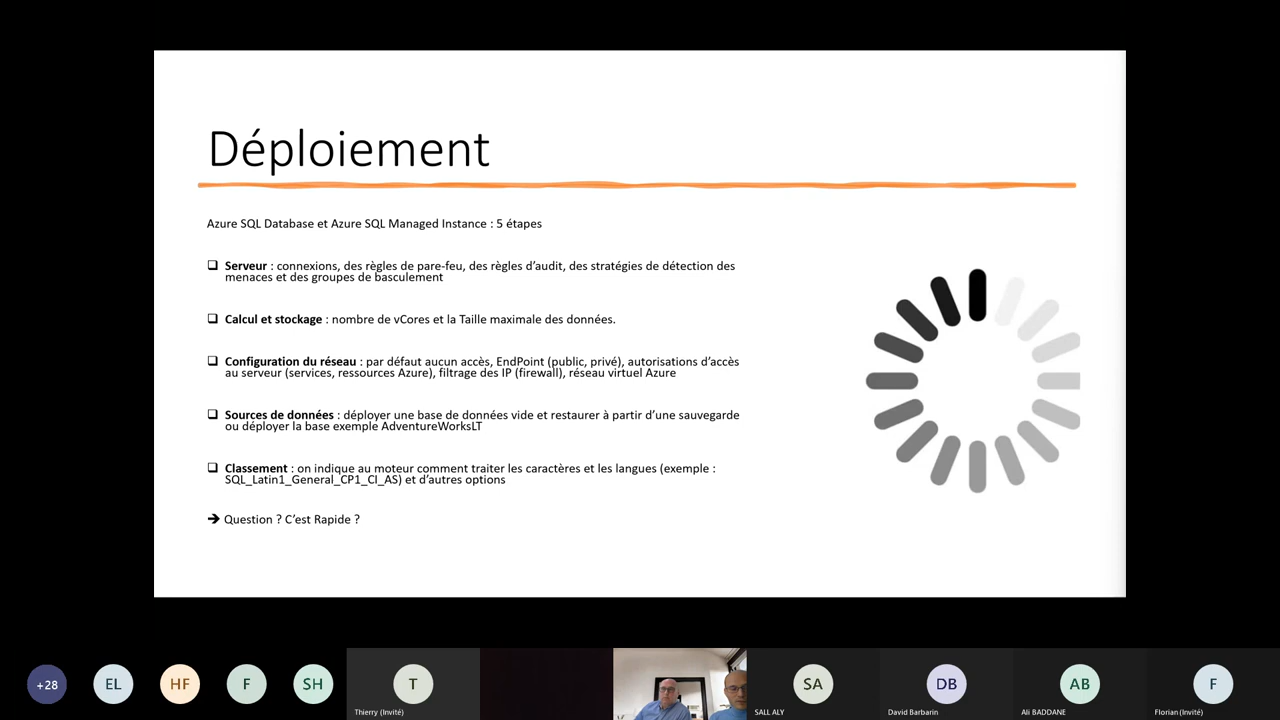 Déploiement
Azure SQL Database et Azure SQL Managed Instance : 5 étapes
Serveur : connexions, des règles de pare-feu, des règles d'audit, des stratégies de détection des
menaces et des groupes de basculement
Calcul et stockage : nombre de vCores et la Taille maximale des données.
Configuration du réseau : par défaut aucun accès, EndPoint (public, privé), autorisations d'accès
au serveur (services, ressources Azure), filtrage des IP (firewall), réseau virtuel Azure
Sources de données : déployer une base de données vide et restaurer à partir d'une sauvegarde
ou déployer la base exemple AdventureWorksLT
Classement : on indique au moteur comment traiter les caractères et les langues (exemple :
SQL_Latin1_General_CP1_CI_AS) et d'autres options
➔ Question ? C'est Rapide ?
+28
EL
HF
F
SH
T
SA
DB
AB
F
Thierry (Invité)
SALL ALY
David Barbarin
Ali BADDANE
Florian (Invité)